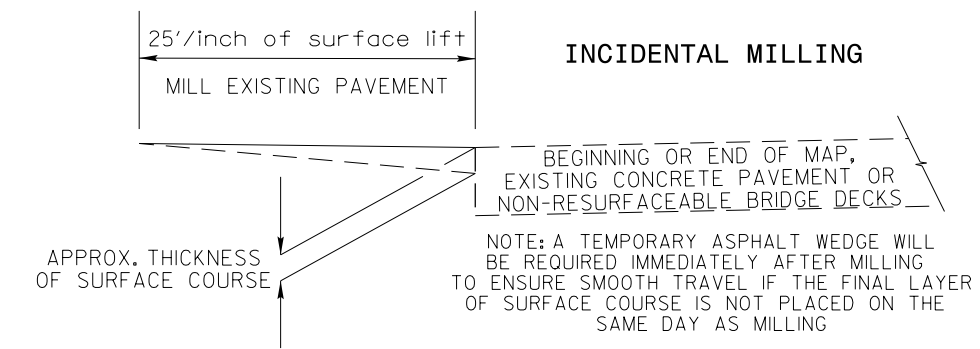 25'/inch of surface lift
INCIDENTAL MILLING
MILL EXISTING PAVEMENT
BEGINNING OR END OF MAP,
EXISTING CONCRETE PAVEMENT OR
NON-RESURFACEABLE BRIDGE DECKS
APPROX. THICKNESS
OF SURFACE COURSE
NOTE: A TEMPORARY ASPHALT WEDGE WILL
BE REQUIRED IMMEDIATELY AFTER MILLING
TO ENSURE SMOOTH TRAVEL IF THE FINAL LAYER
OF SURFACE COURSE IS NOT PLACED ON THE
SAME DAY AS MILLING